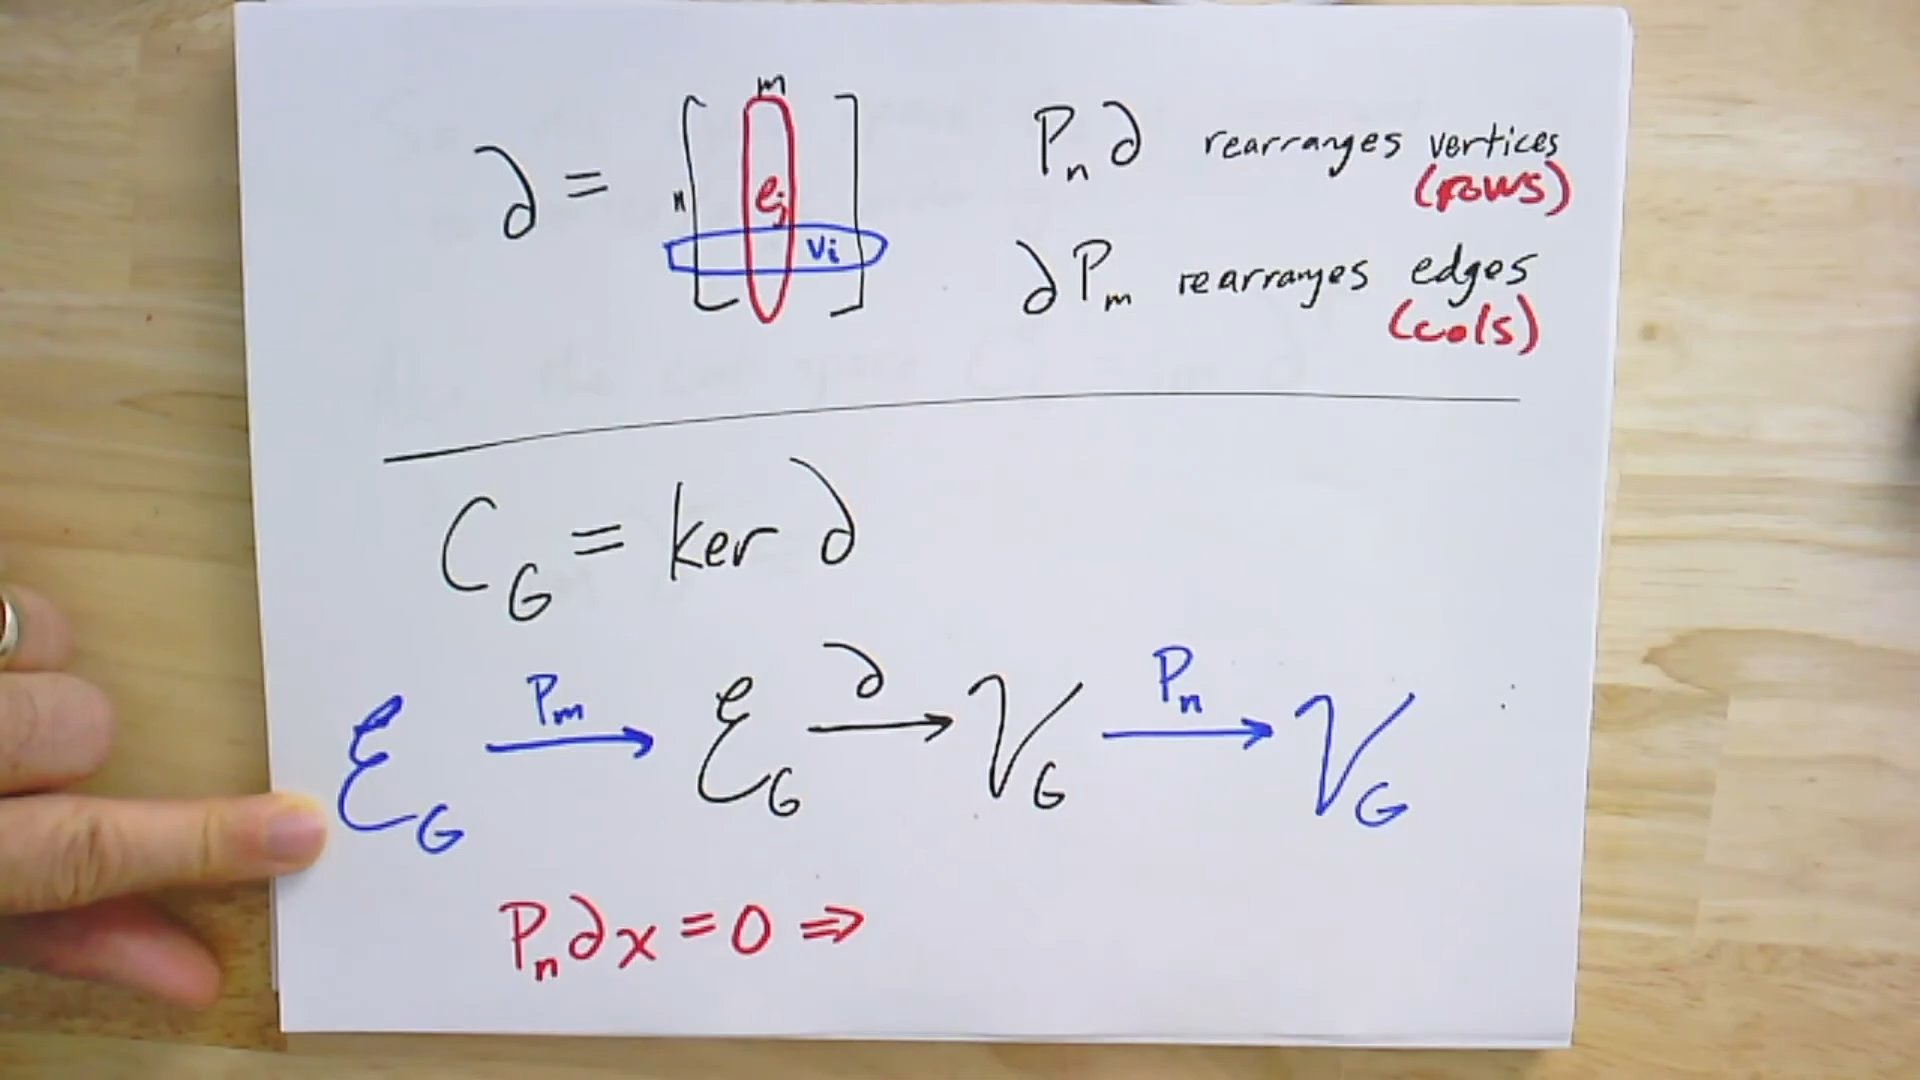 ∂ = [ m n e_j v_i ]
P_n ∂ rearranges vertices
(rows)
∂ P_m rearranges edges
(cols)
C_G = ker ∂
ℰ_G P_m → ℰ_G ∂ → 𝒱_G P_n → 𝒱_G
P_n ∂ x = 0 ⇒